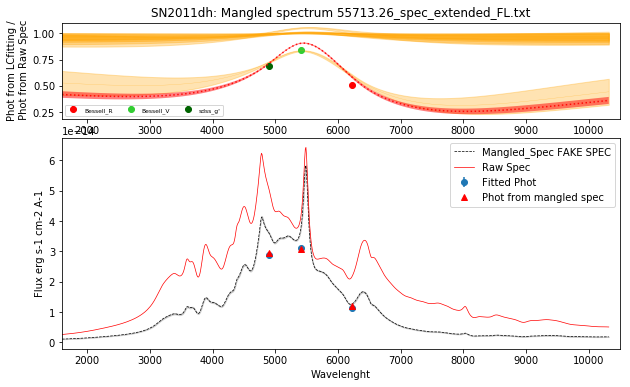 SN2011dh: Mangled spectrum 55713.26_spec_extended_FL.txt
Phot from LCfitting /
Phot from Raw Spec
1.00
0.75
0.50
0.25
Bessell_R
Bessell_V
sdss_g'
2000 3000 4000 5000 6000 7000 8000 9000 10000
1e−14
Flux erg s-1 cm-2 A-1
6
5
4
3
2
1
0
Mangled_Spec FAKE SPEC
Raw Spec
Fitted Phot
Phot from mangled spec
2000 3000 4000 5000 6000 7000 8000 9000 10000
Wavelenght